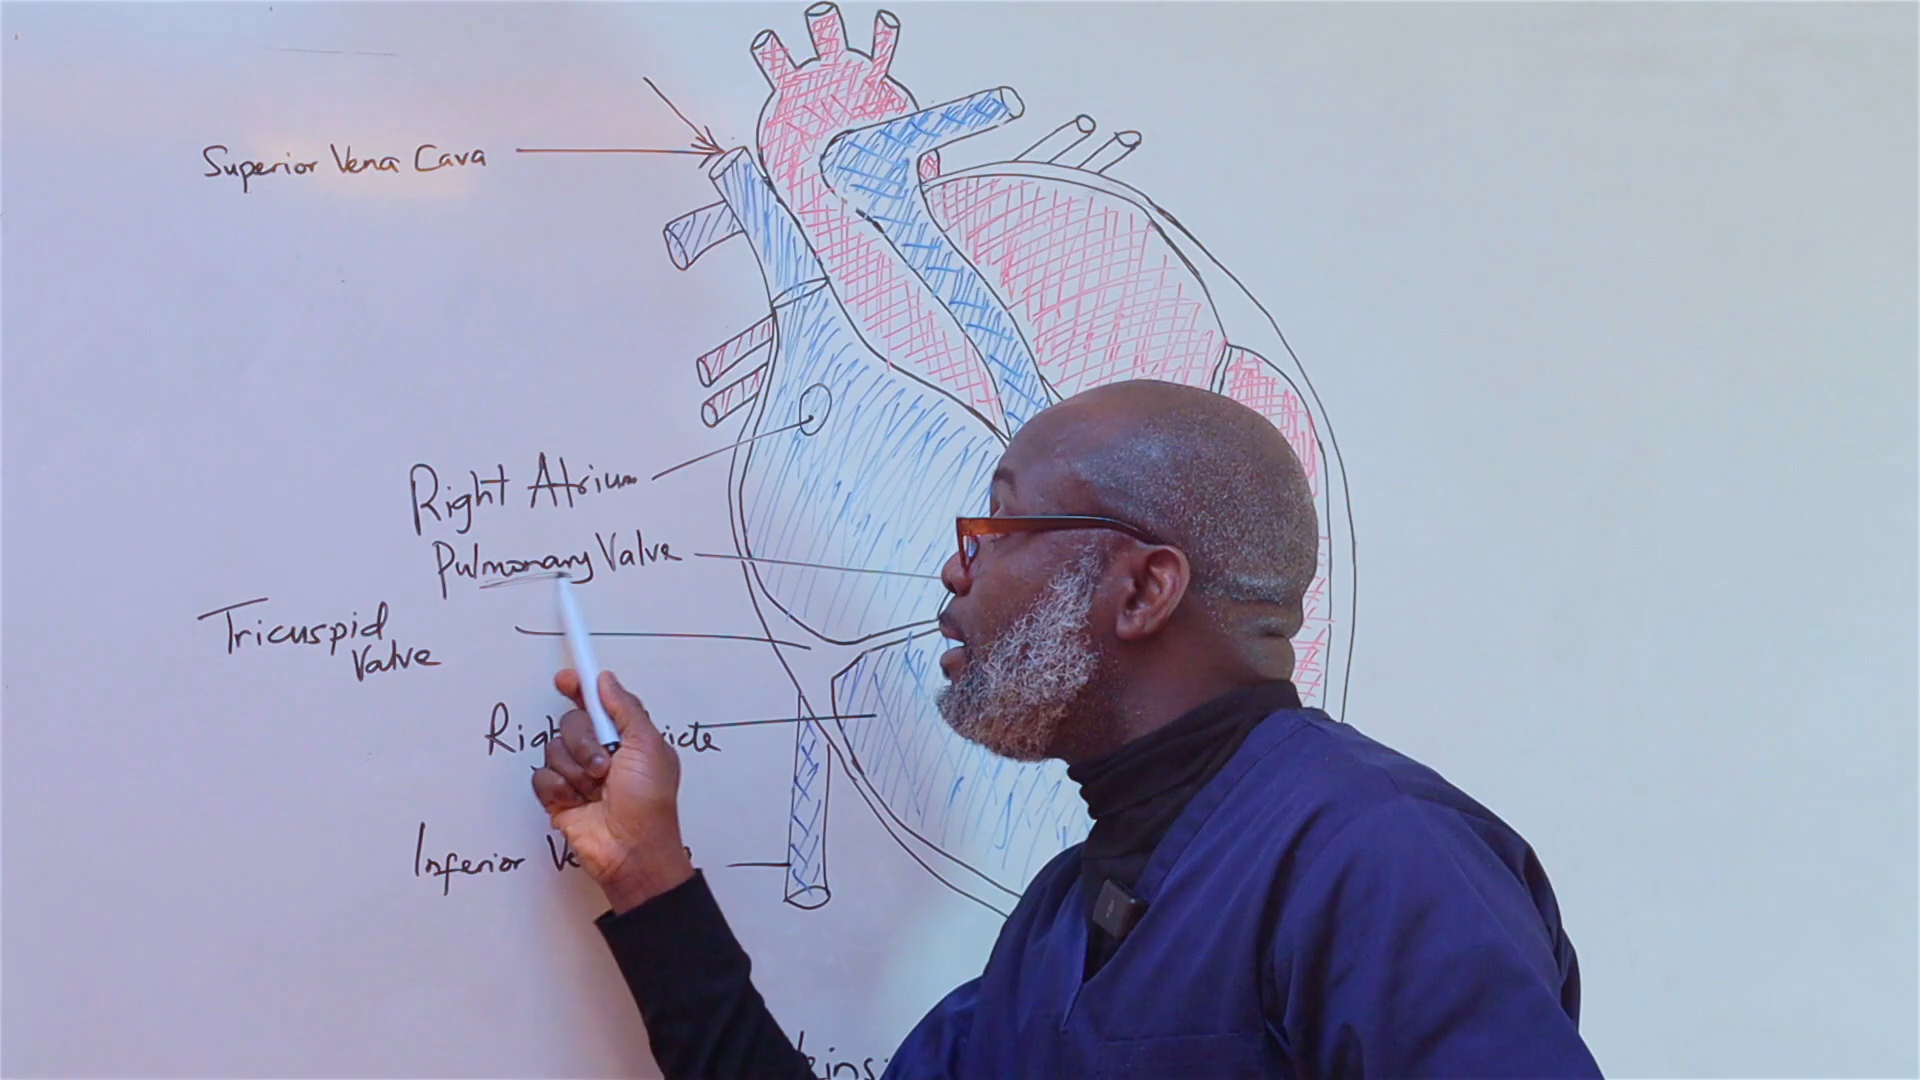 Superior Vena Cava
Right Atrium
Pulmonary Valve
Tricuspid
Valve
Inferior